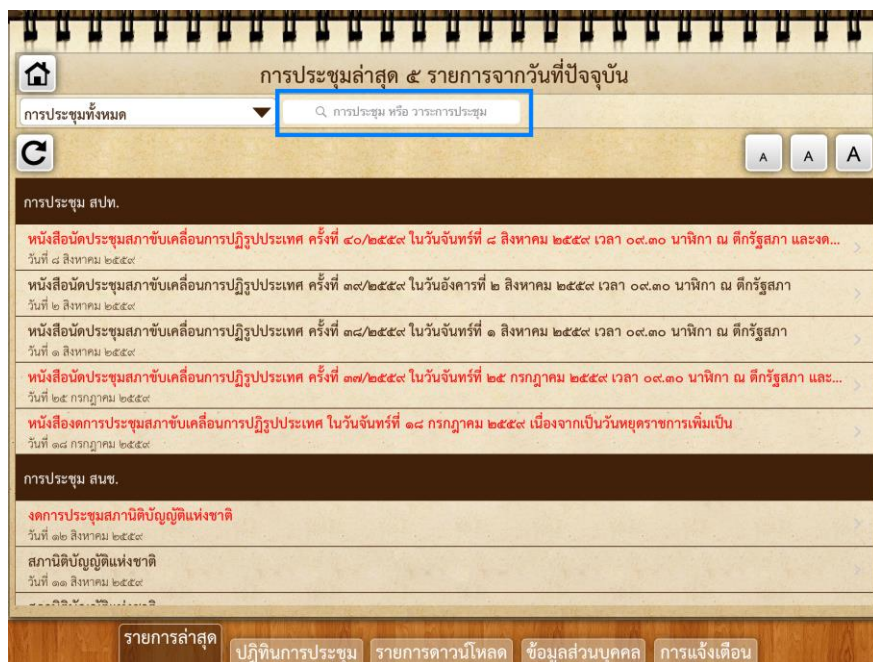 การประชุมล่าสุด ๕ รายการจากวันที่ปัจจุบัน
การประชุมทั้งหมด
การประชุม หรือ วาระการประชุม
A A A
การประชุม สปท.
หนังสือนัดประชุมสภาขับเคลื่อนการปฏิรูปประเทศ ครั้งที่ ๔๐/๒๕๕๙ ในวันจันทร์ที่ ๘ สิงหาคม ๒๕๕๙ เวลา ๐๙.๓๐ นาฬิกา ณ ตึกรัฐสภา และงด...
วันที่ ๘ สิงหาคม ๒๕๕๙
หนังสือนัดประชุมสภาขับเคลื่อนการปฏิรูปประเทศ ครั้งที่ ๓๙/๒๕๕๙ ในวันอังคารที่ ๒ สิงหาคม ๒๕๕๙ เวลา ๐๙.๓๐ นาฬิกา ณ ตึกรัฐสภา
วันที่ ๒ สิงหาคม ๒๕๕๙
หนังสือนัดประชุมสภาขับเคลื่อนการปฏิรูปประเทศ ครั้งที่ ๓๘/๒๕๕๙ ในวันจันทร์ที่ ๑ สิงหาคม ๒๕๕๙ เวลา ๐๙.๓๐ นาฬิกา ณ ตึกรัฐสภา
วันที่ ๑ สิงหาคม ๒๕๕๙
หนังสือนัดประชุมสภาขับเคลื่อนการปฏิรูปประเทศ ครั้งที่ ๓๗/๒๕๕๙ ในวันจันทร์ที่ ๒๕ กรกฎาคม ๒๕๕๙ เวลา ๐๙.๓๐ นาฬิกา ณ ตึกรัฐสภา และ...
วันที่ ๒๕ กรกฎาคม ๒๕๕๙
หนังสืองดการประชุมสภาขับเคลื่อนการปฏิรูปประเทศ ในวันจันทร์ที่ ๑๘ กรกฎาคม ๒๕๕๙ เนื่องจากเป็นวันหยุดราชการเพิ่มเป็น
วันที่ ๑๘ กรกฎาคม ๒๕๕๙
การประชุม สนช.
งดการประชุมสภานิติบัญญัติแห่งชาติ
วันที่ ๑๒ สิงหาคม ๒๕๕๙
สภานิติบัญญัติแห่งชาติ
วันที่ ๑๑ สิงหาคม ๒๕๕๙
รายการล่าสุด ปฏิทินการประชุม รายการดาวน์โหลด ข้อมูลส่วนบุคคล การแจ้งเตือน